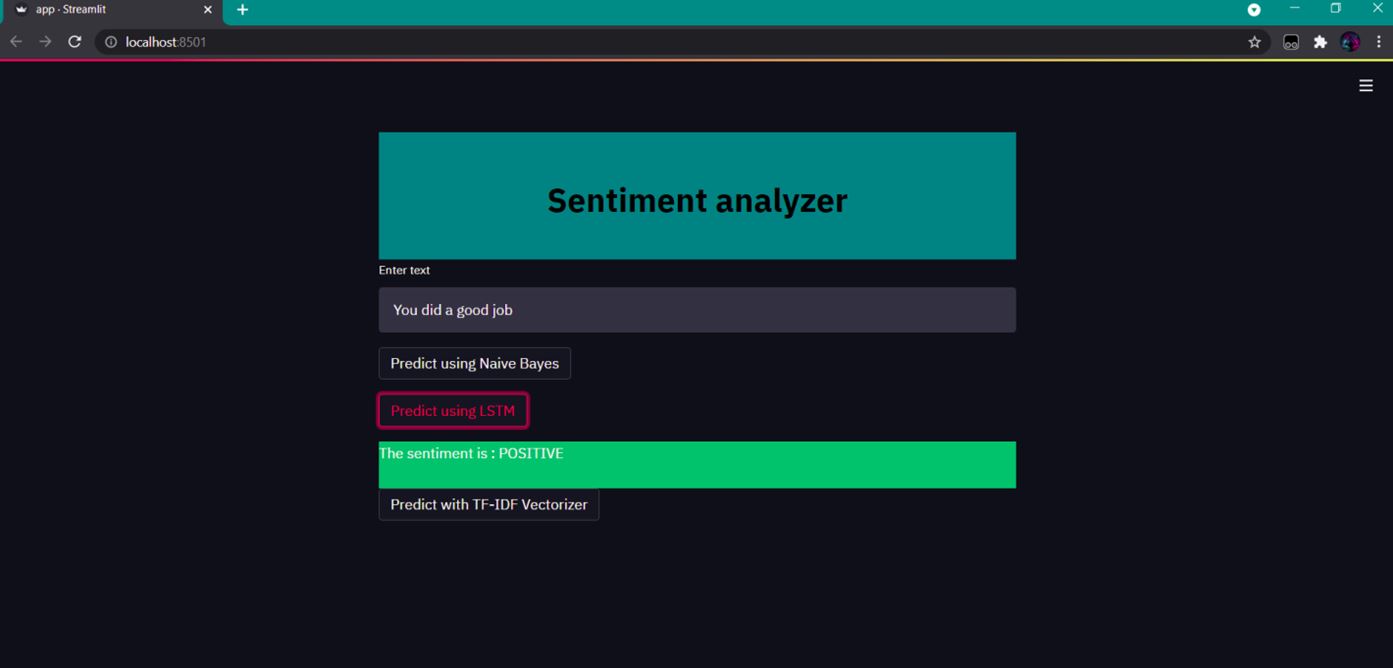 app · Streamlit
localhost:8501
Sentiment analyzer
Enter text
You did a good job
Predict using Naive Bayes
Predict using LSTM
The sentiment is : POSITIVE
Predict with TF-IDF Vectorizer